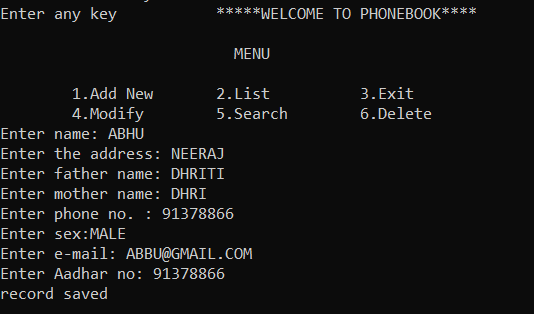 Enter any key *****WELCOME TO PHONEBOOK****
MENU
1.Add New 2.List 3.Exit
4.Modify 5.Search 6.Delete
Enter name: ABHU
Enter the address: NEERAJ
Enter father name: DHRITI
Enter mother name: DHRI
Enter phone no. : 91378866
Enter sex:MALE
Enter e-mail: ABBU@GMAIL.COM
Enter Aadhar no: 91378866
record saved